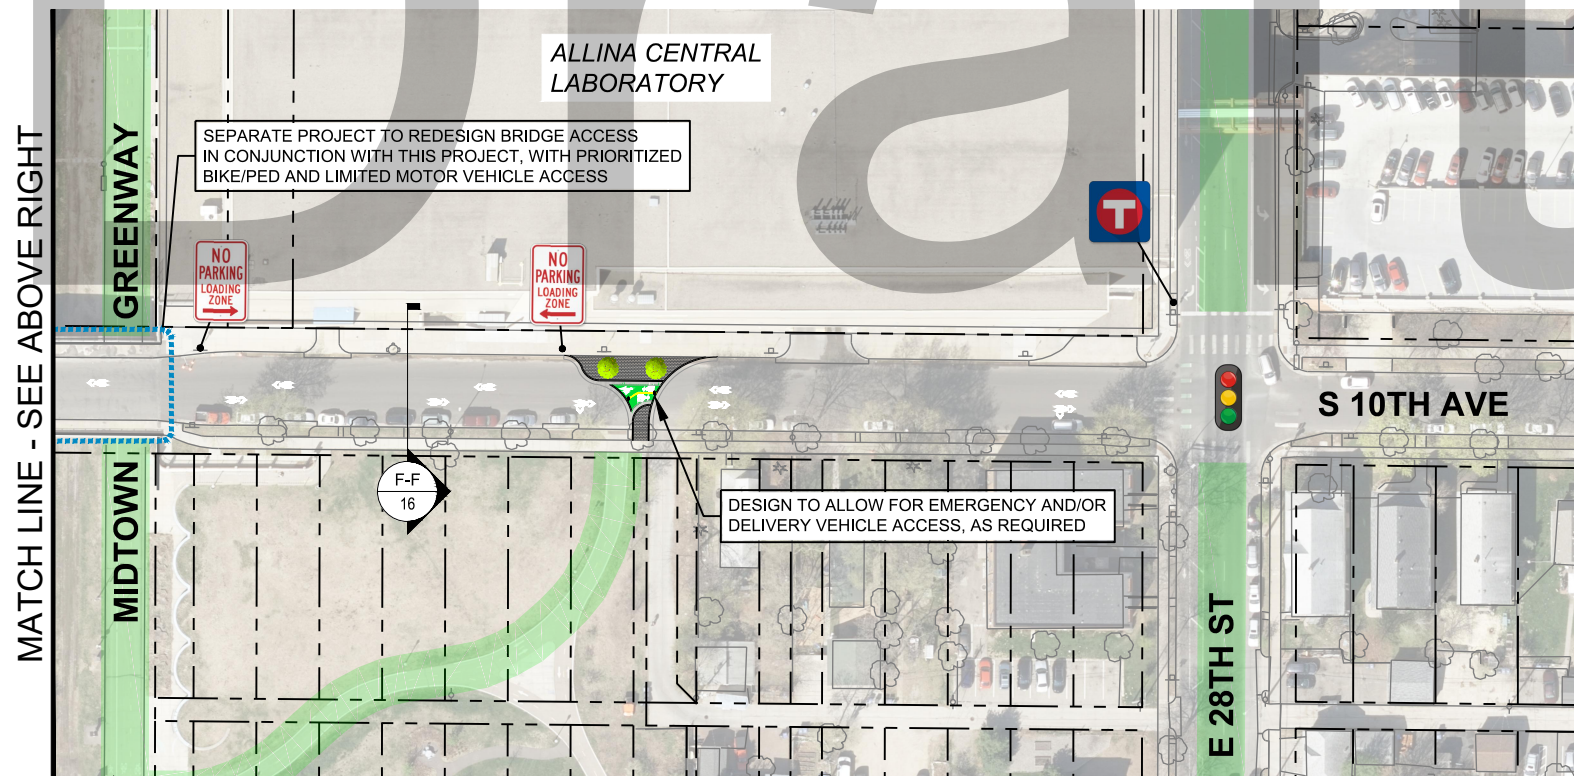 ALLINA CENTRAL
LABORATORY
SEPARATE PROJECT TO REDESIGN BRIDGE ACCESS
IN CONJUNCTION WITH THIS PROJECT, WITH PRIORITIZED
BIKE/PED AND LIMITED MOTOR VEHICLE ACCESS
MATCH LINE - SEE ABOVE RIGHT
GREENWAY
MIDTOWN
NO
PARKING
LOADING
ZONE
NO
PARKING
LOADING
ZONE
T
S 10TH AVE
F-F
16
DESIGN TO ALLOW FOR EMERGENCY AND/OR
DELIVERY VEHICLE ACCESS, AS REQUIRED
E 28TH ST